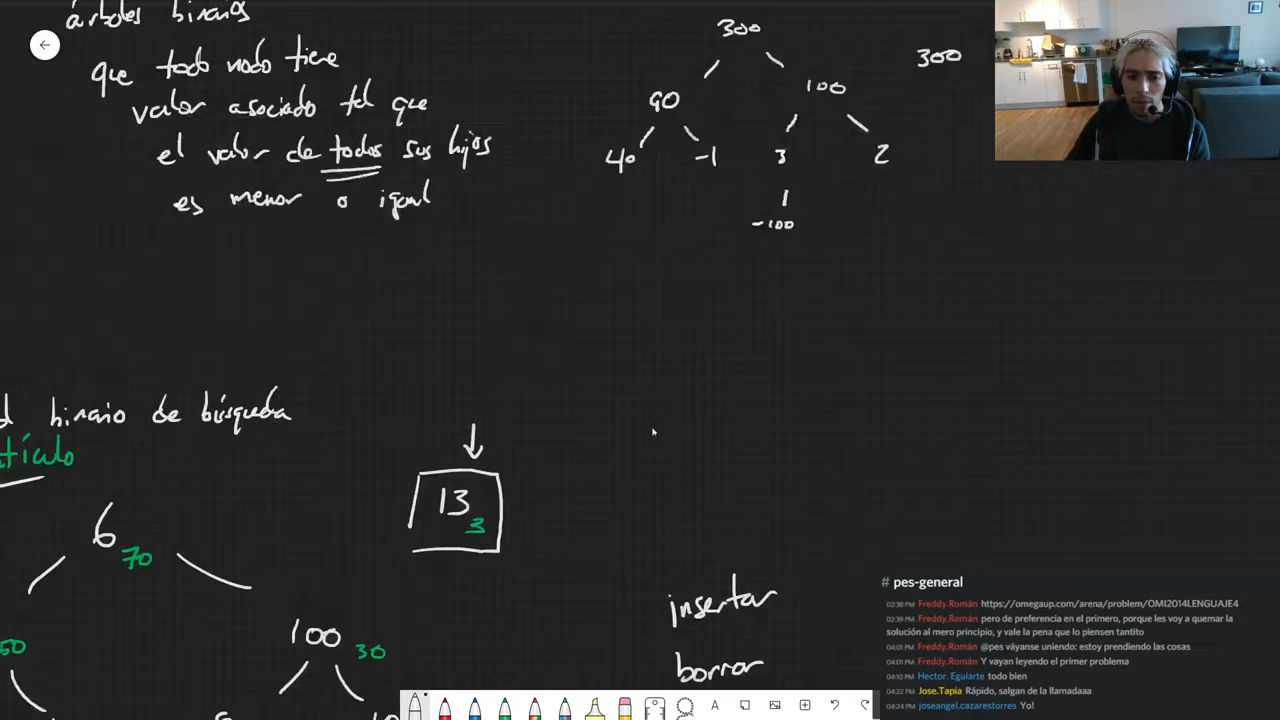 árboles binarios
que todo nodo tiene
valor asociado tal que
el valor de todos sus hijos
es menor o igual
300
90
100
40
-1
3
2
-100
300
binario de búsqueda
13
3
6
70
100
30
insertar
borrar
# pes-general
02:38 PM Freddy.Román https://omegaup.com/arena/problem/OMI2014LENGUAJE4
02:39 PM Freddy.Román pero de preferencia en el primero, porque les voy a quemar la
solución al mero principio, y vale la pena que lo piensen tantito
04:01 PM Freddy.Román @pes váyanse uniendo: estoy prendiendo las cosas
04:01 PM Freddy.Román Y vayan leyendo el primer problema
04:10 PM Hector. Eguiarte todo bien
04:22 PM Jose.Tapia Rápido, salgan de la llamadaaa
04:24 PM joseangel.cazarestorres Yo!